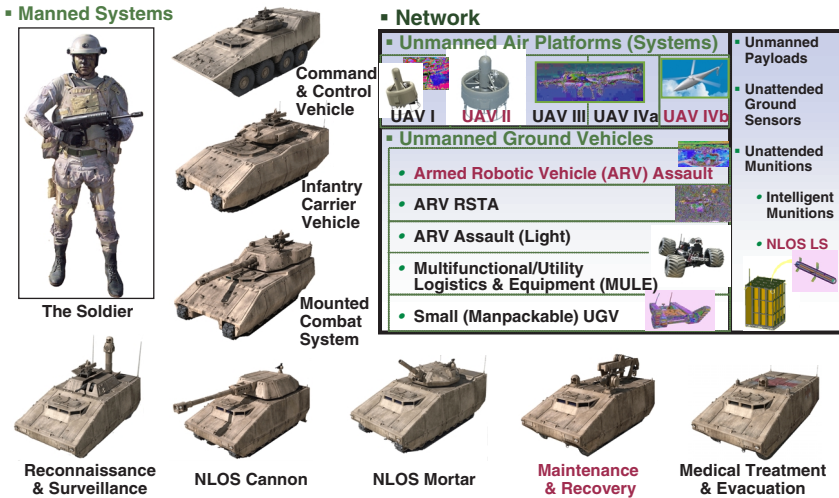 Manned Systems
The Soldier
Command
& Control
Vehicle
Infantry
Carrier
Vehicle
Mounted
Combat
System
Network
Unmanned Air Platforms (Systems)
UAV I
UAV II
UAV III
UAV IVa
UAV IVb
Unmanned Ground Vehicles
Armed Robotic Vehicle (ARV) Assault
ARV RSTA
ARV Assault (Light)
Multifunctional/Utility
Logistics & Equipment (MULE)
Small (Manpackable) UGV
Unmanned
Payloads
Unattended
Ground
Sensors
Unattended
Munitions
Intelligent
Munitions
NLOS LS
Reconnaissance
& Surveillance
NLOS Cannon
NLOS Mortar
Maintenance
& Recovery
Medical Treatment
& Evacuation